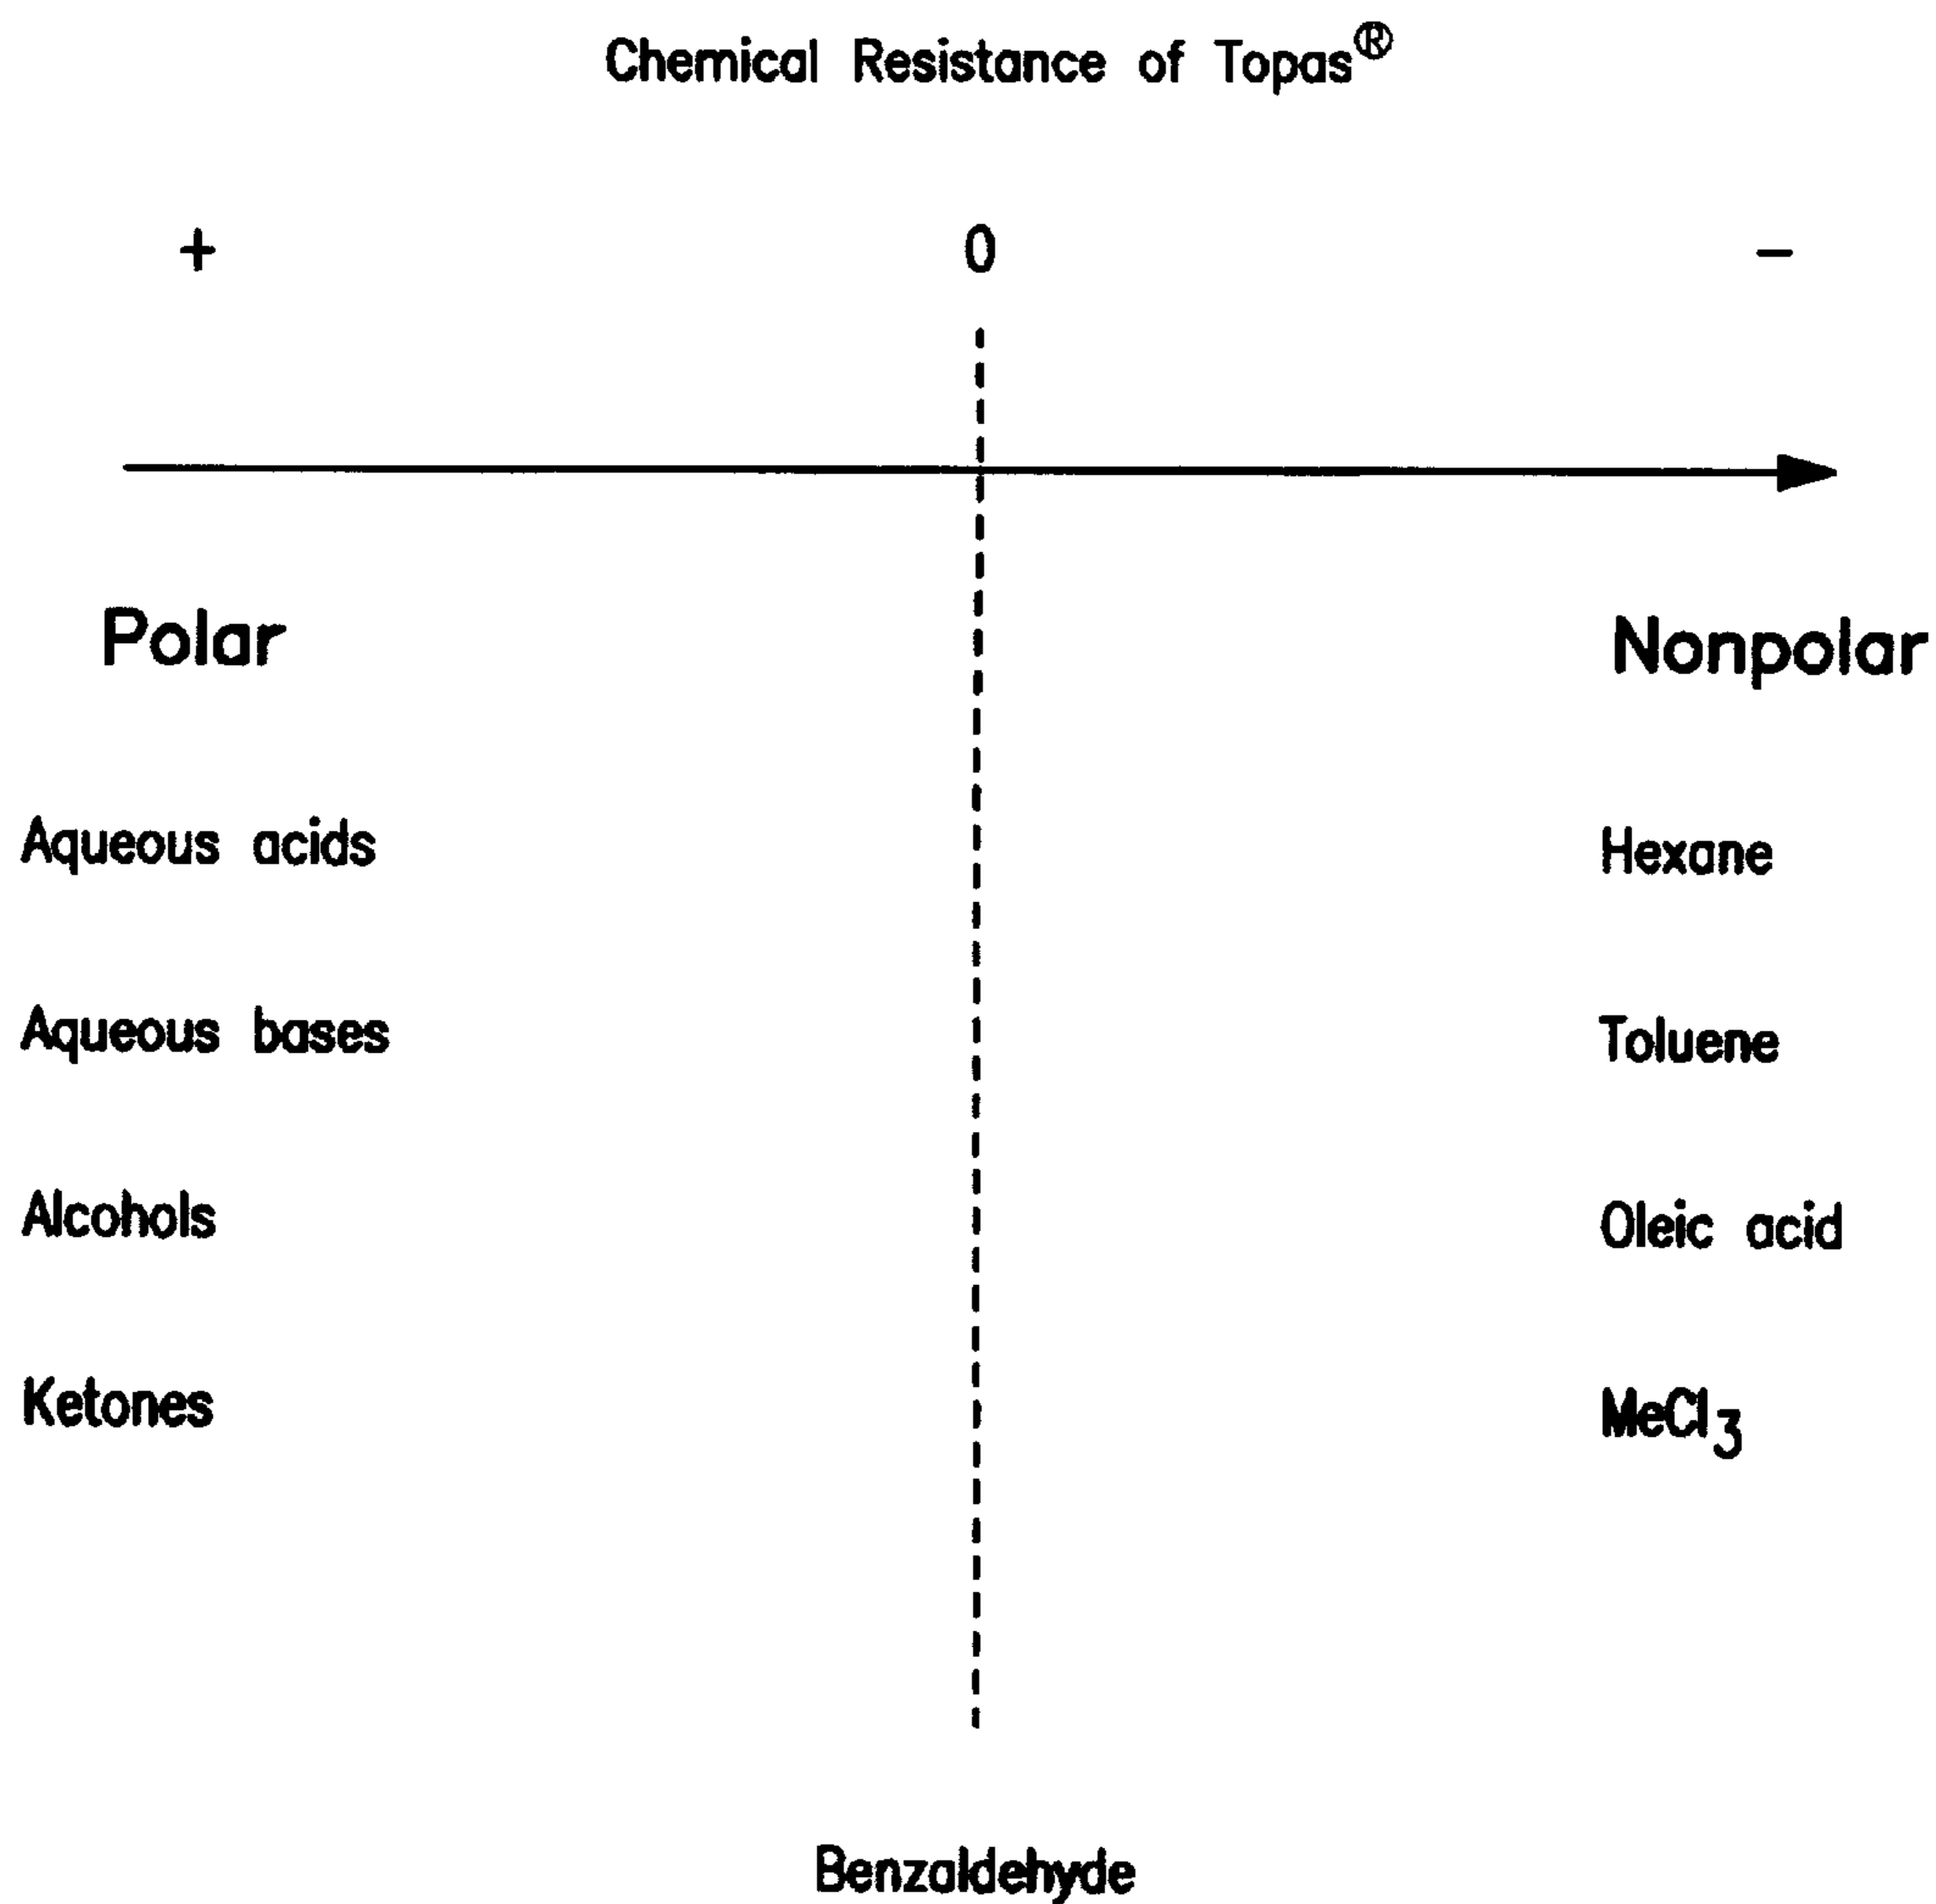 Chemical Resistance of Topas®
+ 0 −
Polar Nonpolar
Aqueous acids Hexane
Aqueous bases Toluene
Alcohols Oleic acid
Ketones MeCl₃
Benzaldehyde